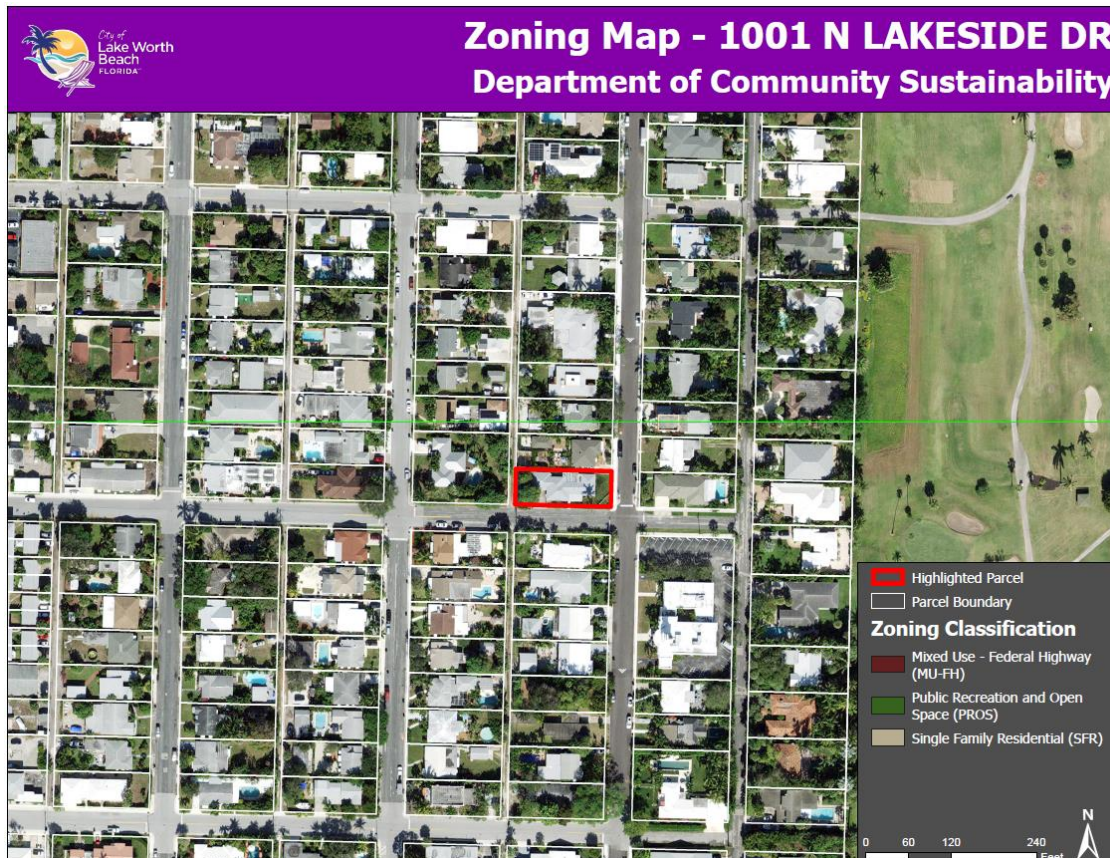 City of
Lake Worth
Beach
FLORIDA
Zoning Map - 1001 N LAKESIDE DR
Department of Community Sustainability
Highlighted Parcel
Parcel Boundary
Zoning Classification
Mixed Use - Federal Highway
(MU-FH)
Public Recreation and Open
Space (PROS)
Single Family Residential (SFR)
N
0 60 120 240
Feet